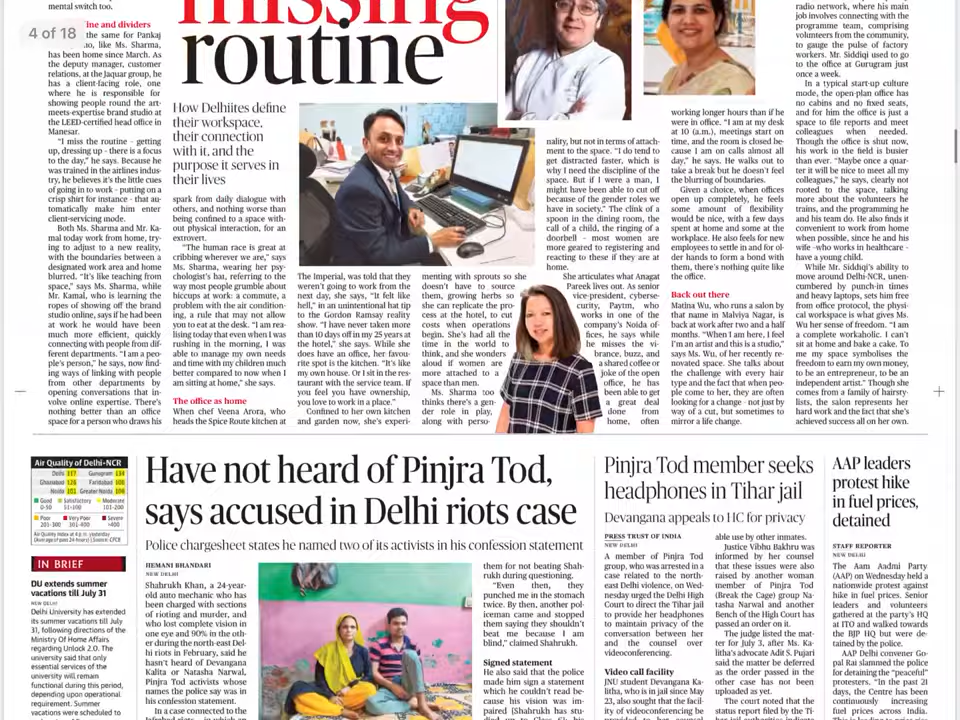 mental switch too.
4 of 18
ine and dividers
the same for Pankaj
, like Ms. Sharma,
has been home since March. As
the deputy manager, customer
relations, at the Jaquar group, he
has a client-facing role, one
where he is responsible for
showing people round the art-
meets-expertise brand studio at
the LEED-certified head office in
Manesar.
"I miss the routine – getting
up, dressing up – there is a focus
to the day," he says. Because he
was trained in the airlines indus-
try, he believes it's the little cues
of going in to work – putting on a
crisp shirt for instance – that au-
tomatically make him enter
client-servicing mode.
Both Ms. Sharma and Mr. Ka-
mal today work from home, try-
ing to adjust to a new reality,
with the boundaries between a
designated work area and home
blurred. "It's like teaching from
space," says Ms. Sharma, while
Mr. Kamal, who is learning the
ropes of showing off the brand
studio online, says if he had been
at work he would have been
much more efficient, quickly
connecting with people from dif-
ferent departments. "I am a peo-
ple's person," he says, now find-
ing ways of linking with people
from other departments by
opening conversations that in-
volve online expertise. There's
nothing better than an office
space for a person who draws his
missing
routine
How Delhiites define
their workspace,
their connection
with it, and the
purpose it serves in
their lives
spark from daily dialogue with
others, and nothing worse than
being confined to a space with-
out physical interaction, for an
extrovert.
"The human race is great at
cribbing wherever we are," says
Ms. Sharma, wearing her psy-
chologist's hat, referring to the
way most people grumble about
hiccups at work: a commute, a
problem with the air condition-
ing, a rule that may not allow
you to eat at the desk. "I am rea-
lising today that even when I was
rushing in the morning, I was
able to manage my own needs
and time with my children much
better compared to now when I
am sitting at home," she says.
The office as home
When chef Veena Arora, who
heads the Spice Route kitchen at
The Imperial, was told that they
weren't going to work from the
next day, she says, "It felt like
hell", in an unintended hat tip
to the Gordon Ramsay reality
show. "I have never taken more
than 10 days off in my 25 years at
the hotel," she says. While she
does have an office, her favou-
rite spot is the kitchen. "It's like
my own house. Or I sit in the res-
taurant with the service team. If
you feel you have ownership,
you love to work in a place."
Confined to her own kitchen
and garden now, she's experi-
menting with sprouts so she
doesn't have to source
them, growing herbs so
she can replicate the pro-
cess at the hotel, to cut
costs when operations
begin. She's had all the
time in the world to
think, and she wonders
aloud if women are
more attached to a
space than men.
Ms. Sharma too
thinks there's a gen-
der role in play,
along with perso-
nality, but not in terms of attach-
ment to the space. "I do tend to
get distracted faster, which is
why I need the discipline of the
space. But if I were a man, I
might have been able to cut off
because of the gender roles we
have in society." The clink of a
spoon in the dining room, the
call of a child, the ringing of a
doorbell – most women are
more geared to registering and
reacting to these if they are at
home.
She articulates what Anagat
Pareek lives out. As senior
vice-president, cyber-
security, Paytm, who
works in one of the
company's Noida of-
fices, he says while
he misses the vi-
brance, buzz, and
a shared coffee or
joke of the open
office, he has
been able to get
a great deal
done from
home, often
working longer hours than if he
were in office. "I am at my desk
at 10 (a.m.), meetings start on
time, and the room is closed be-
cause I am on calls almost all
day," he says. He walks out to
take a break but he doesn't feel
the blurring of boundaries.
Given a choice, when offices
open up completely, he feels
some amount of flexibility
would be nice, with a few days
spent at home and some at the
workplace. He also feels for new
employees to settle in and for ol-
der hands to form a bond with
them, there's nothing quite like
the office.
Back out there
Matina Wu, who runs a salon by
that name in Malviya Nagar, is
back at work after two and a half
months. "When I am here, I feel
I'm an artist and this is a studio,"
says Ms. Wu, of her recently re-
novated space. She talks about
the challenge with every hair
type and the fact that when peo-
ple come to her, they are often
looking for a change – not just by
way of a cut, but sometimes to
mirror a life change.
radio network, where his main
job involves connecting with the
programme team, comprising
volunteers from the community,
to gauge the pulse of factory
workers. Mr. Siddiqi used to go
to the office at Gurugram just
once a week.
In a typical start-up culture
mode, the open-plan office has
no cabins and no fixed seats,
and for him the office is just a
space to file reports and meet
colleagues when needed.
Though the office is shut now,
his work in the field is busier
than ever. "Maybe once a quar-
ter it will be nice to meet all my
colleagues," he says, clearly not
rooted to the space, talking
more about the volunteers he
trains, and the programming he
and his team do. He also finds it
convenient to work from home
when possible, since he and his
wife –who works in healthcare –
have a young child.
While Mr. Siddhqi's ability to
move around Delhi-NCR, unen-
cumbered by punch-in times
and heavy laptops, sets him free
from office protocol, the physi-
cal workspace is what gives Ms.
Wu her sense of freedom. "I am
a complete workaholic. I can't
sit at home and bake a cake. To
me my space symbolises the
freedom to earn my own money,
to be an entrepreneur, to be an
independent artist." Though she
comes from a family of hairsty-
lists, the salon represents her
hard work and the fact that she's
achieved success all on her own.
Air Quality of Delhi-NCR
Delhi 117 Gurugram 134
Ghaziabad 126 Faridabad 108
Noida 101 Greater Noida 108
Good Satisfactory Moderate
0-50 51-100 101-200
Poor Very Poor Severe
201-300 301-400 >400
Air Quality Index at 4 p.m. yesterday
(Average of past 24 hours) | Source: CPCB
IN BRIEF
DU extends summer
vacations till July 31
NEW DELHI
Delhi University has extended
its summer vacations till July
31, following directions of the
Ministry Of Home Affairs
regarding Unlock 2.0. The
university said that only
essential services of the
university will remain
functional during this period,
depending upon operational
requirement. Summer
vacations were scheduled to
Have not heard of Pinjra Tod,
says accused in Delhi riots case
Police chargesheet states he named two of its activists in his confession statement
HEMANI BHANDARI
NEW DELHI
Shahrukh Khan, a 24-year-
old auto mechanic who has
been charged with sections
of rioting and murder, and
who lost complete vision in
one eye and 90% in the oth-
er during the north-east Del-
hi riots in February, said he
hasn't heard of Devangana
Kalita or Natasha Narwal,
Pinjra Tod activists whose
names the police say was in
his confession statement.
In a case connected to the
them for not beating Shah-
rukh during questioning.
"Even then, they
punched me in the stomach
twice. By then, another pol-
iceman came and stopped
them saying they shouldn't
beat me because I am
blind," claimed Shahrukh.
Signed statement
He also said that the police
made him sign a statement
which he couldn't read be-
cause his vision was im-
paired [Shahrukh has stu-
Pinjra Tod member seeks
headphones in Tihar jail
Devangana appeals to HC for privacy
PRESS TRUST OF INDIA
NEW DELHI
A member of Pinjra Tod
group, who was arrested in a
case related to the north-
east Delhi violence, on Wed-
nesday urged the Delhi High
Court to direct the Tihar jail
to provide her headphones
to maintain privacy of the
conversation between her
and the counsel over
videoconferencing.
Video call facility
JNU student Devangana Ka-
litha, who is in jail since May
23, also sought that the facil-
ity of videoconferencing be
able use by other inmates.
Justice Vibhu Bakhru was
informed by her counsel
that these issues were also
raised by another woman
member of Pinjra Tod
(Break the Cage) group Na-
tasha Narwal and another
Bench of the High Court has
passed an order on it.
The judge listed the mat-
ter for July 3, after Ms. Ka-
litha's advocate Adit S. Pujari
said the matter be deferred
as the order passed in the
other case has not been
uploaded as yet.
The court noted that the
status report filed by the Ti-
AAP leaders
protest hike
in fuel prices,
detained
STAFF REPORTER
NEW DELHI
The Aam Aadmi Party
(AAP) on Wednesday held a
nationwide protest against
hike in fuel prices. Senior
leaders and volunteers
gathered at the party's HQ
at ITO and walked towards
the BJP HQ but were de-
tained by the police.
AAP Delhi convener Go-
pal Rai slammed the police
for detaining the "peaceful"
protesters. "In the past 21
days, the Centre has been
continuously increasing
fuel prices across India.